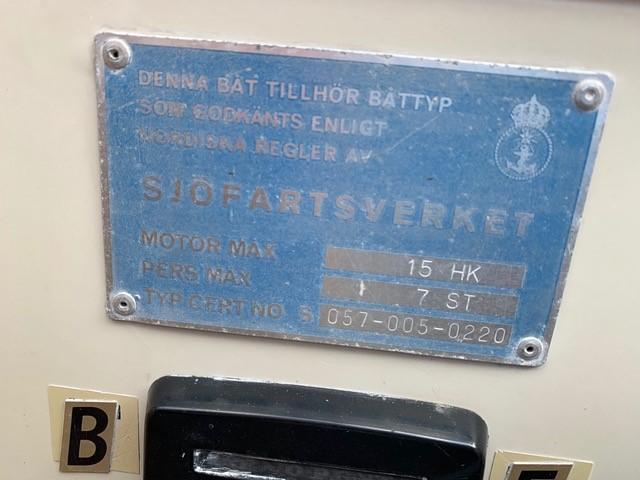 DENNA BÅT TILLHÖR BÅTTYP
SOM GODKÄNTS ENLIGT
NORDISKA REGLER AV
SJÖFARTSVERKET
MOTOR MAX 15 HK
PERS MAX 7 ST
TYP CERT NO S 057-005-0220
B